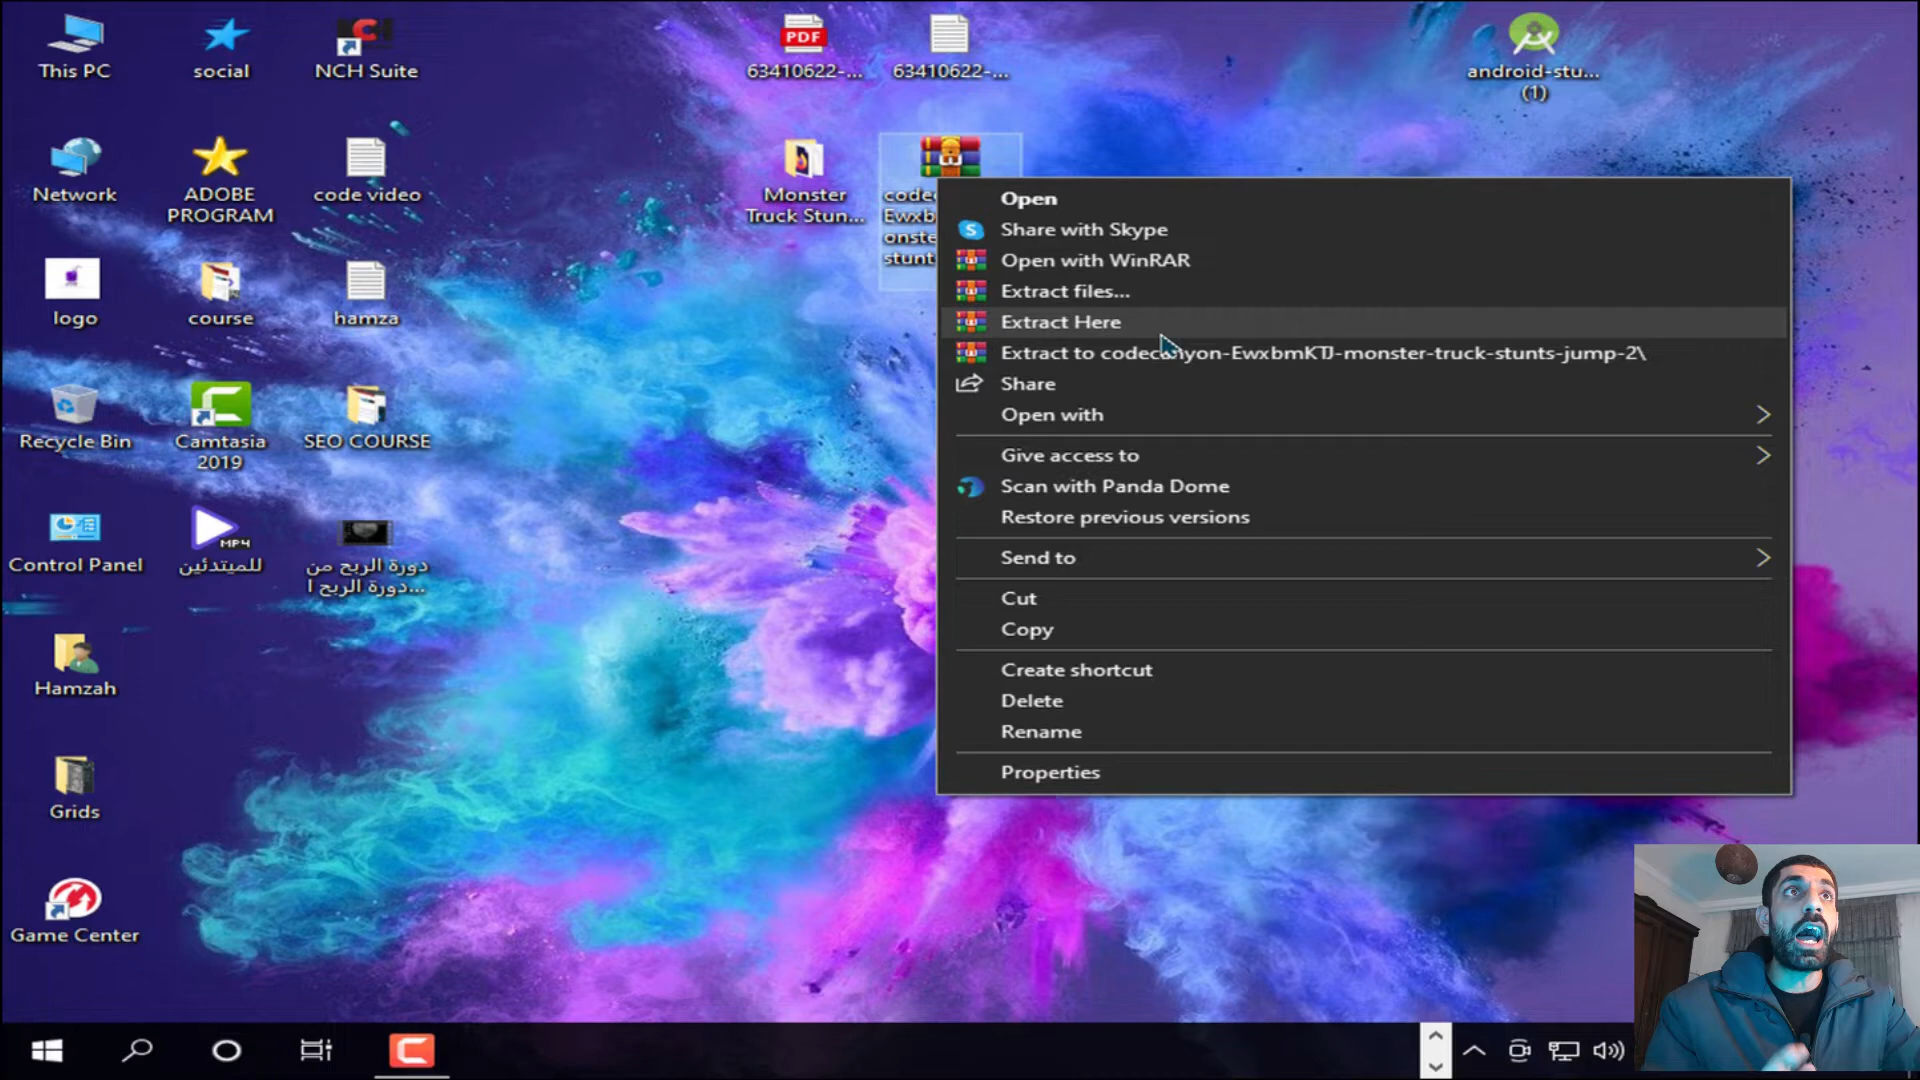 This PC
social
NCH Suite
PDF
63410622-...
63410622-...
android-stu...
(1)
Network
ADOBE
PROGRAM
code video
Monster
Truck Stun...
logo
course
hamza
Recycle Bin
Camtasia
2019
SEO COURSE
Control Panel
MP4
للمبتدئين
دورة الربح من
دورة الربح ا...
Hamzah
Grids
Game Center
Open
Share with Skype
Open with WinRAR
Extract files...
Extract Here
Extract to codecanyon-EwxbmKTJ-monster-truck-stunts-jump-2\
Share
Open with
Give access to
Scan with Panda Dome
Restore previous versions
Send to
Cut
Copy
Create shortcut
Delete
Rename
Properties